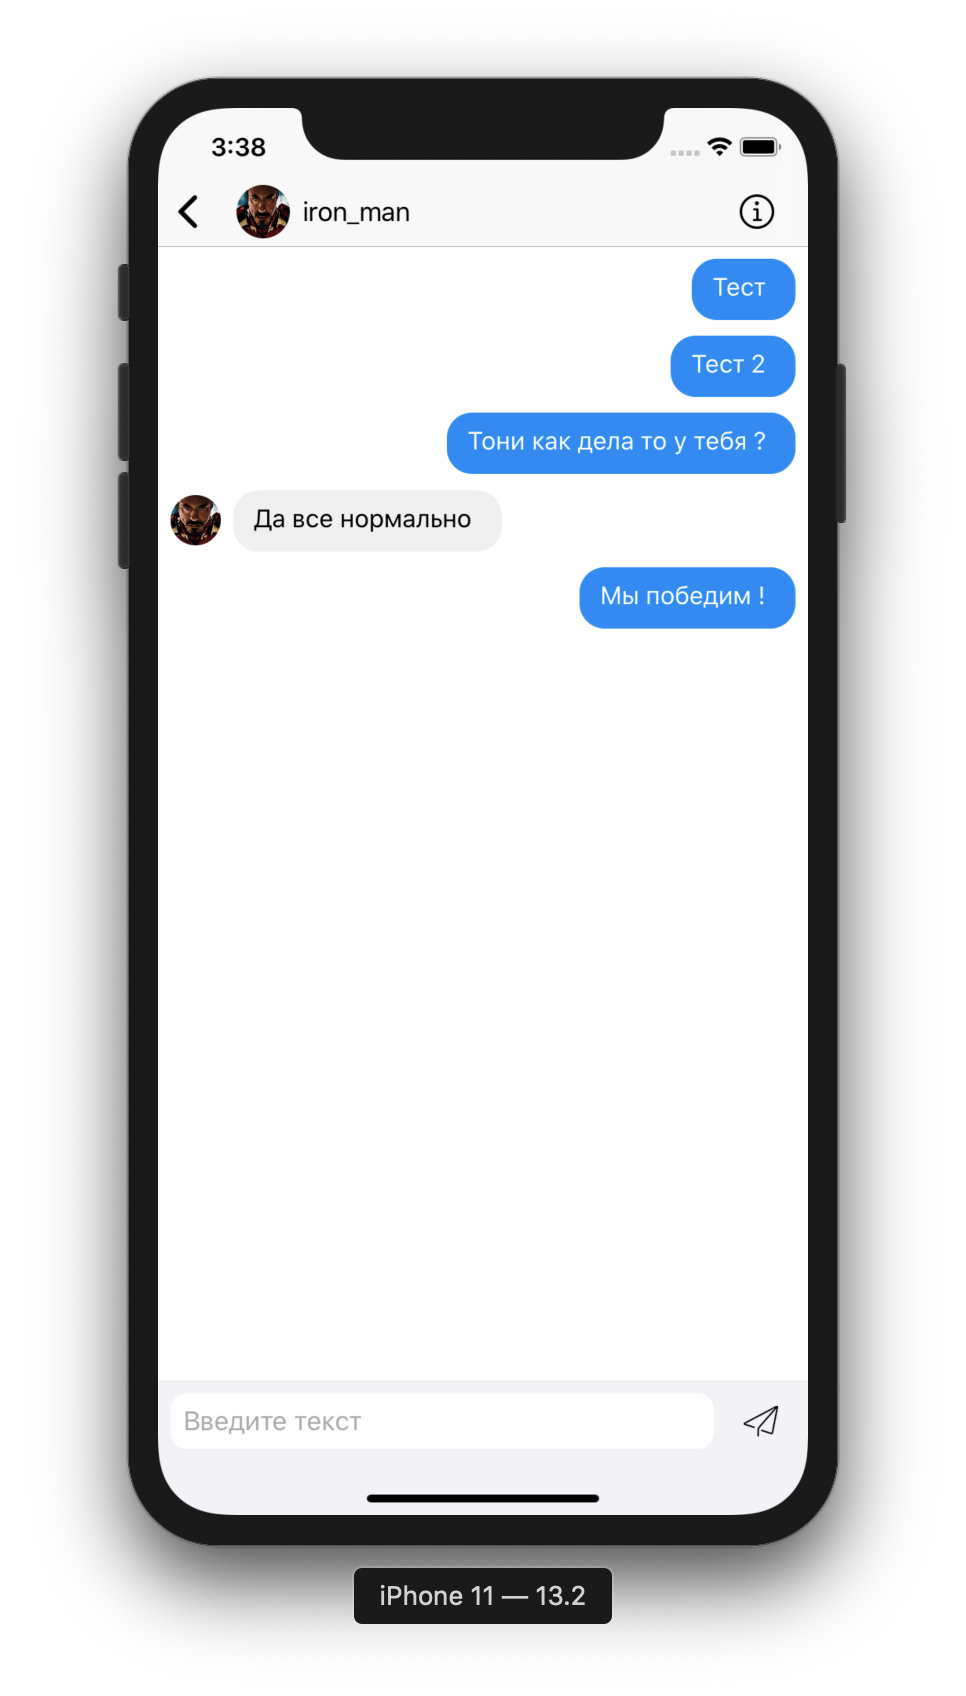 3:38
iron_man
Тест
Тест 2
Тони как дела то у тебя ?
Да все нормально
Мы победим !
Введите текст
iPhone 11 — 13.2